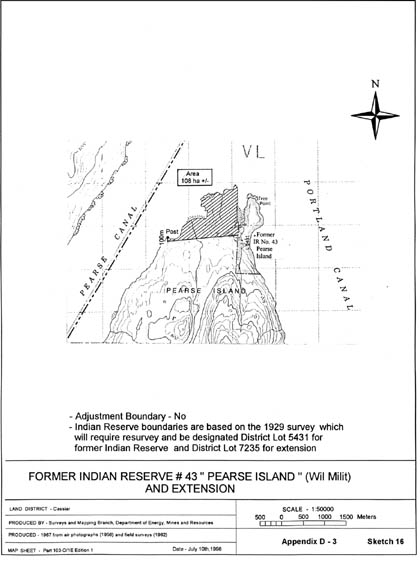 N
VL
Area
108 ha +/-
Tree
Point
100m Post
Former
IR No. 43
Pearse
Island
PEARSE CANAL
PORTLAND CANAL
PEARSE ISLAND
- Adjustment Boundary - No
- Indian Reserve boundaries are based on the 1929 survey which
will require resurvey and be designated District Lot 5431 for
former Indian Reserve and District Lot 7235 for extension
FORMER INDIAN RESERVE # 43 " PEARSE ISLAND " (Wil Milit)
AND EXTENSION
LAND DISTRICT - Cassiar
PRODUCED BY - Surveys and Mapping Branch, Department of Energy, Mines and Resources
PRODUCED - 1967 from air photographs (1956) and field surveys (1962)
MAP SHEET - Part 103-O/1E Edition 1
Date - July 10th, 1998
SCALE - 1:50000
500 0 500 1000 1500 Meters
Appendix D - 3 Sketch 16